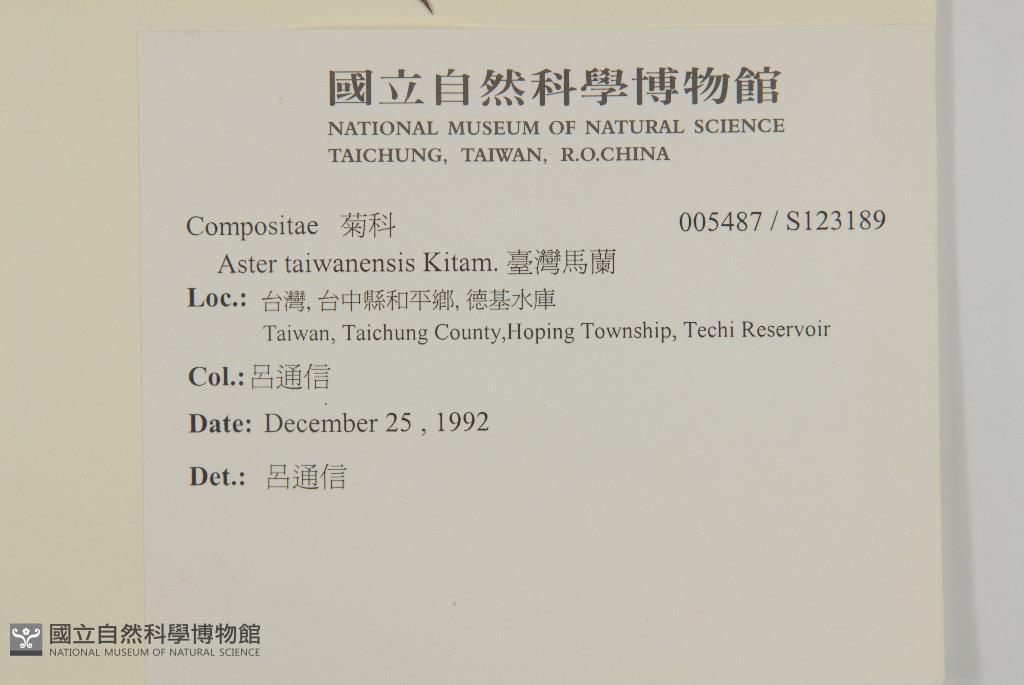 國立自然科學博物館
NATIONAL MUSEUM OF NATURAL SCIENCE
TAICHUNG, TAIWAN, R.O.CHINA
Compositae 菊科 005487 / S123189
Aster taiwanensis Kitam. 臺灣馬蘭
Loc.: 台灣, 台中縣和平鄉, 德基水庫
Taiwan, Taichung County,Hoping Township, Techi Reservoir
Col.: 呂通信
Date: December 25 , 1992
Det.: 呂通信
國立自然科學博物館
NATIONAL MUSEUM OF NATURAL SCIENCE